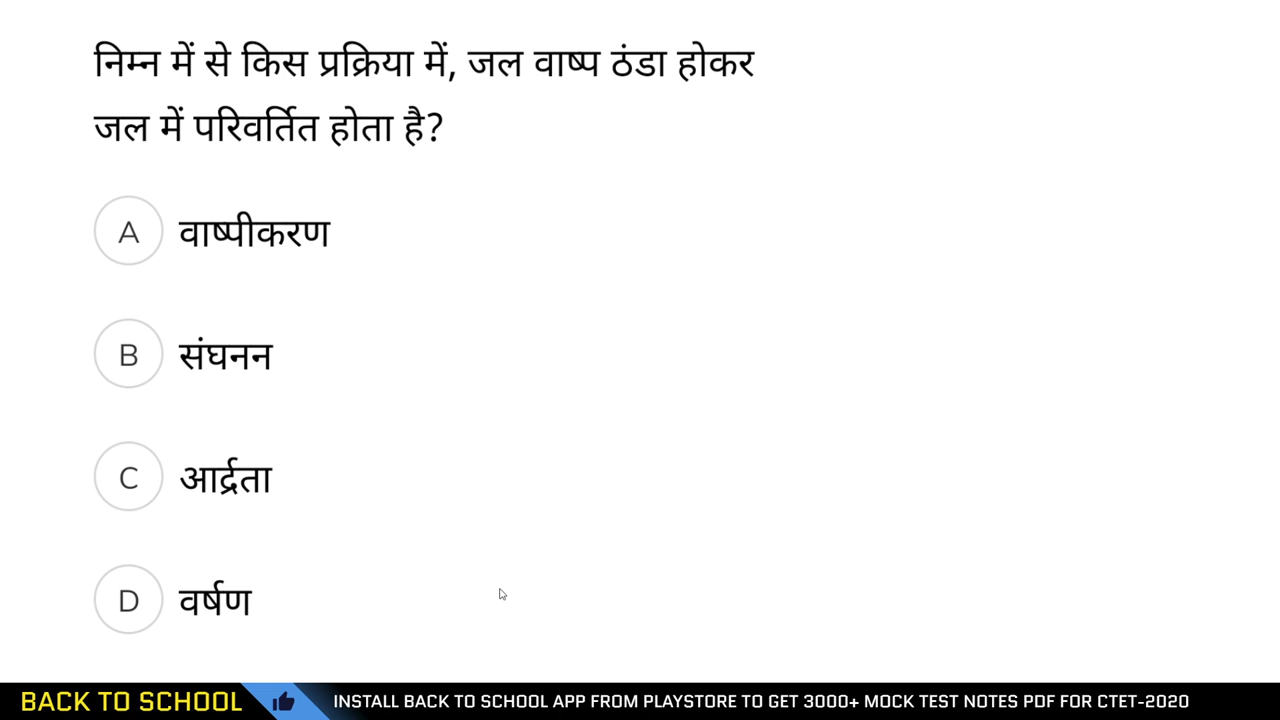 निम्न में से किस प्रक्रिया में, जल वाष्प ठंडा होकर
जल में परिवर्तित होता है?
A वाष्पीकरण
B संघनन
C आर्द्रता
D वर्षण
BACK TO SCHOOL INSTALL BACK TO SCHOOL APP FROM PLAYSTORE TO GET 3000+ MOCK TEST NOTES PDF FOR CTET-2020